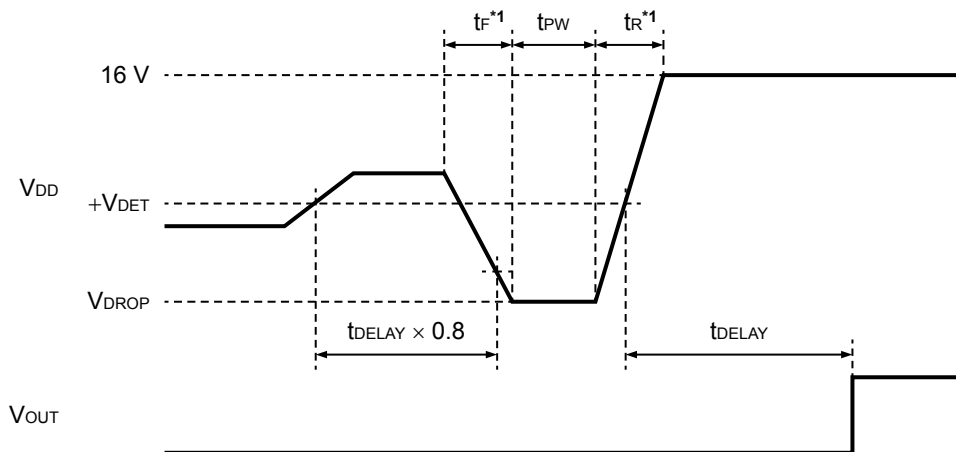 tF*1 tPW tR*1
16 V
VDD
+VDET
VDROP
tDELAY × 0.8
tDELAY
VOUT